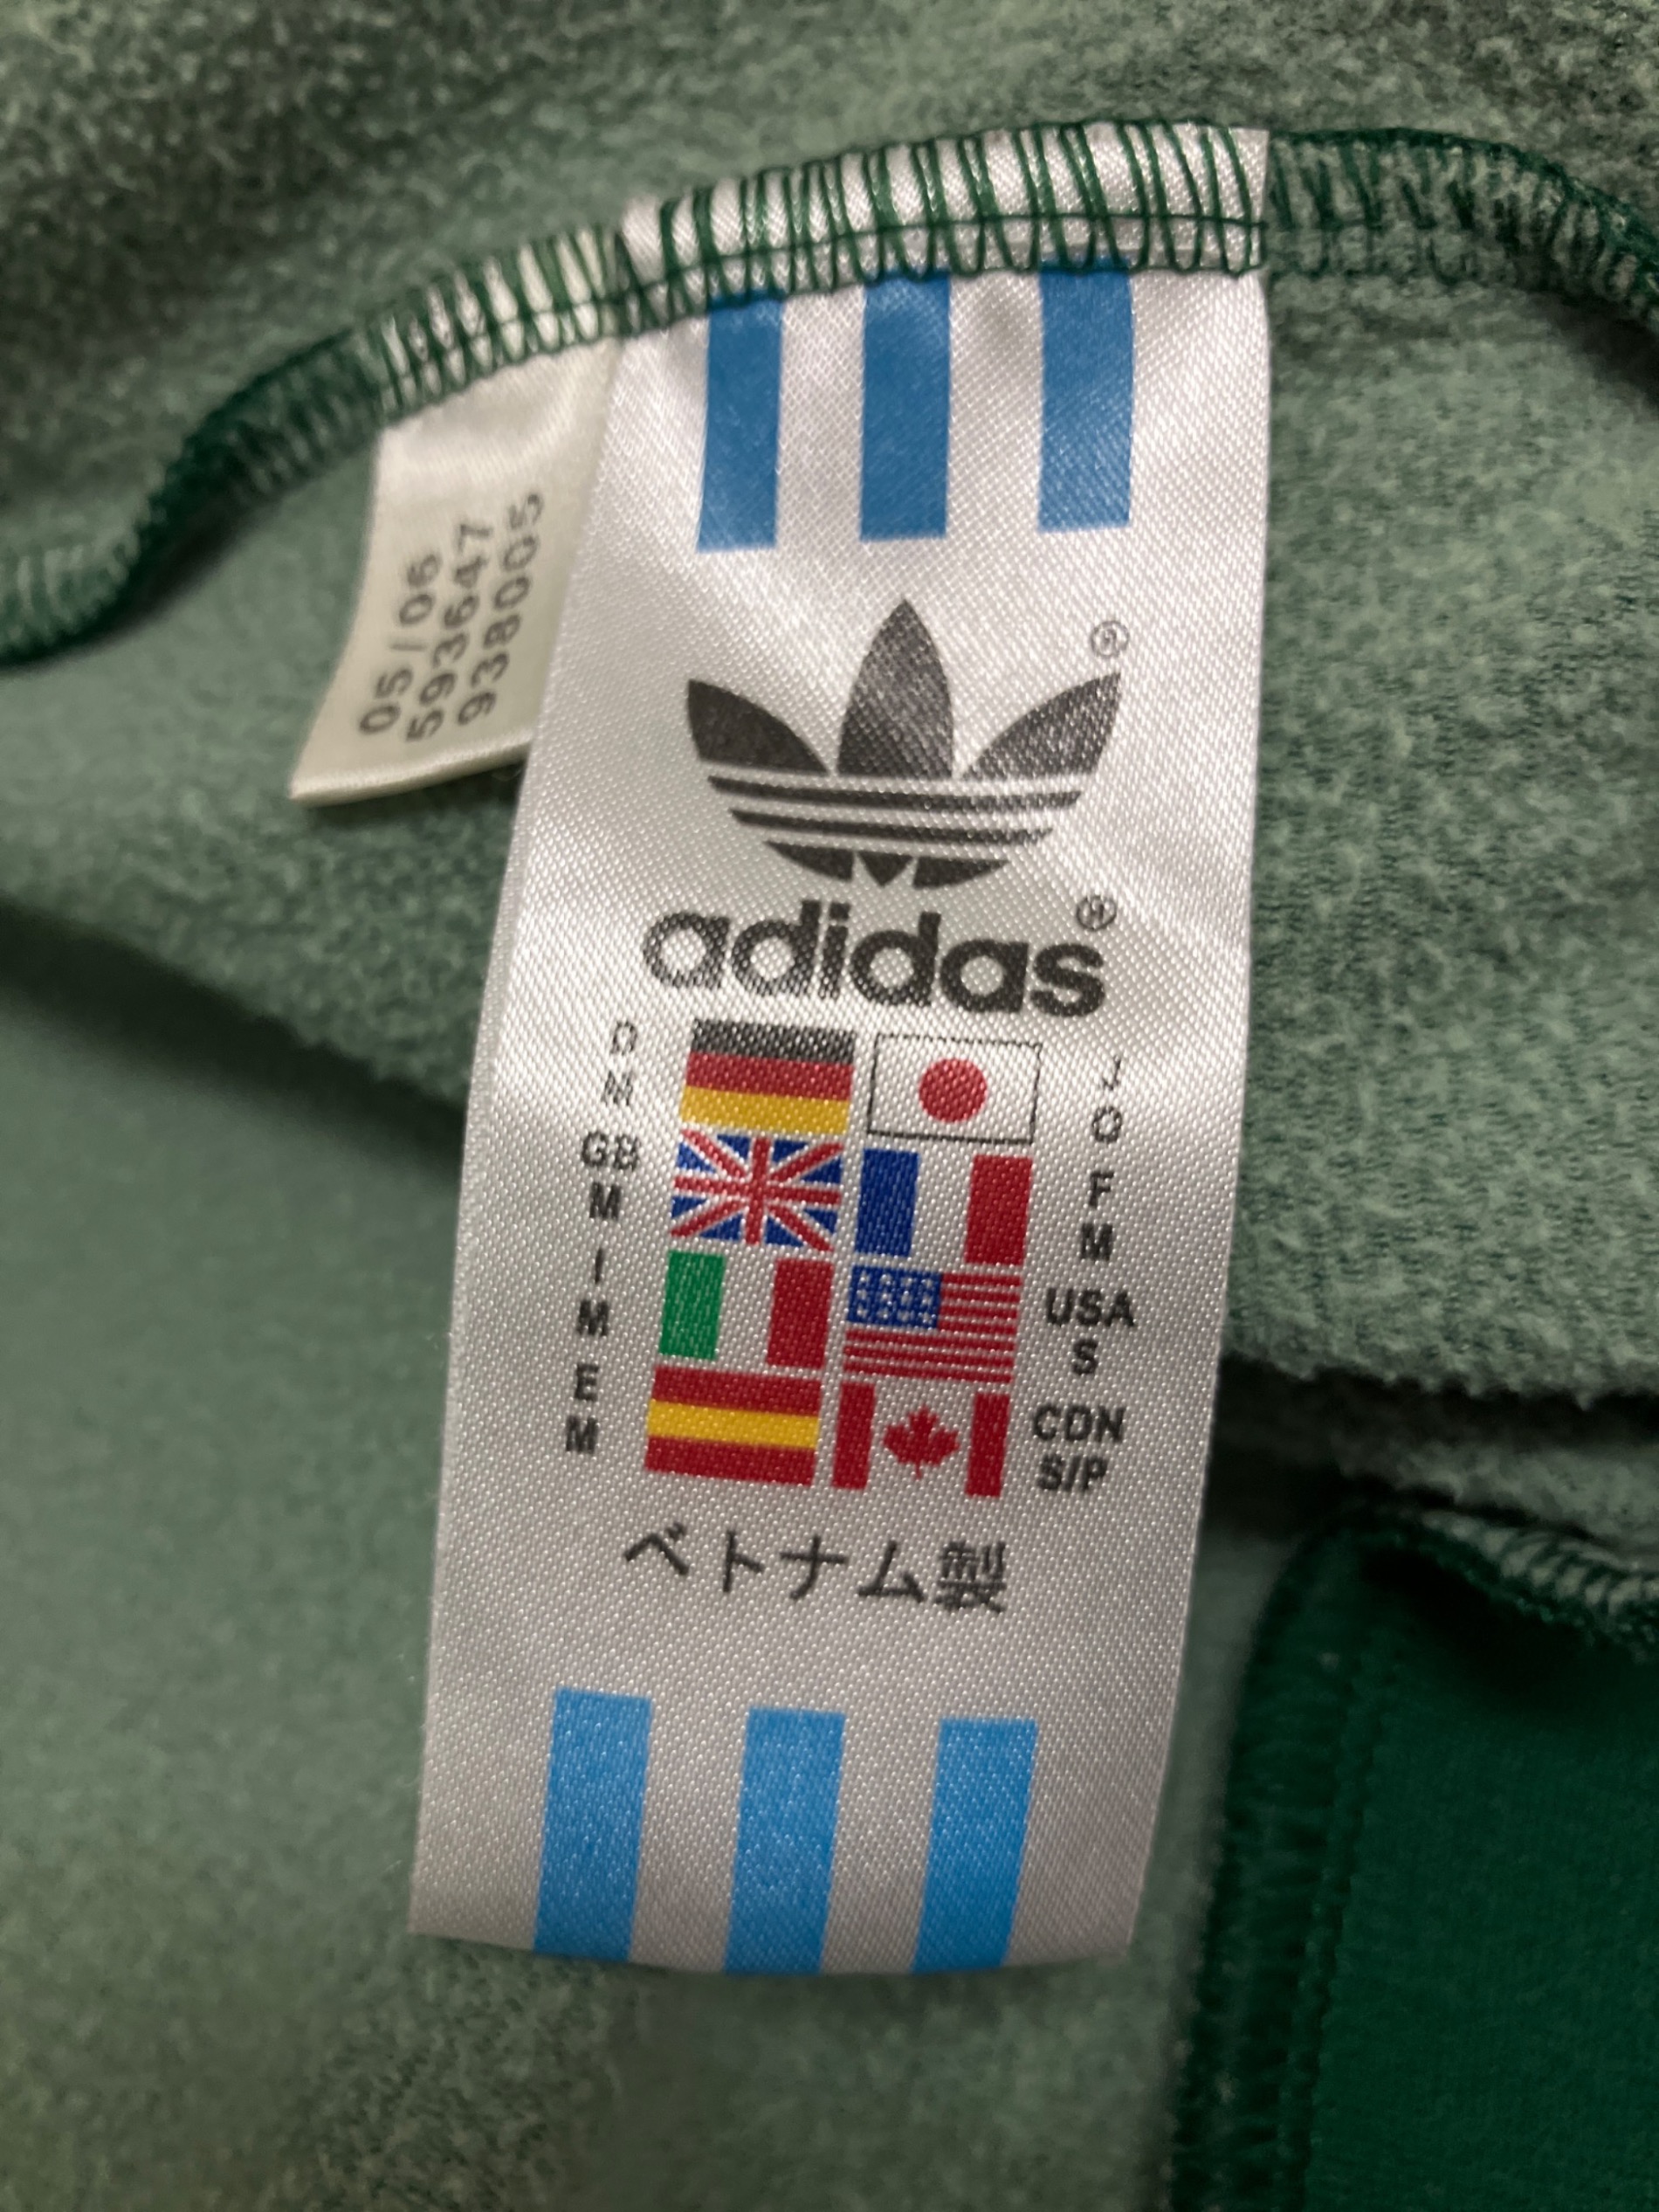 05/06
593647
938005
®
adidas®
D
M
J
O
GB
M
F
M
I
M
USA
S
E
M
CDN
S/P
ベトナム製